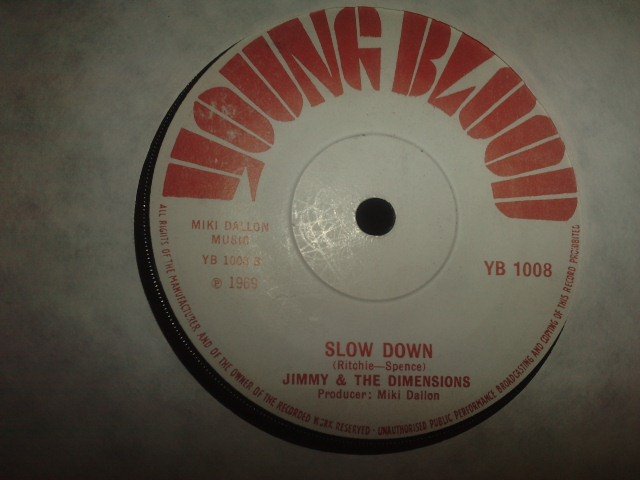 YOUNG BLOOD
MIKI DALLON
MUSIC
YB 1008 B
℗ 1969
YB 1008
SLOW DOWN
(Ritchie—Spence)
JIMMY & THE DIMENSIONS
Producer: Miki Dallon
ALL RIGHTS OF THE MANUFACTURER AND OF THE OWNER OF THE RECORDED WORK RESERVED - UNAUTHORISED PUBLIC PERFORMANCE BROADCASTING AND COPYING OF THIS RECORD PROHIBITED